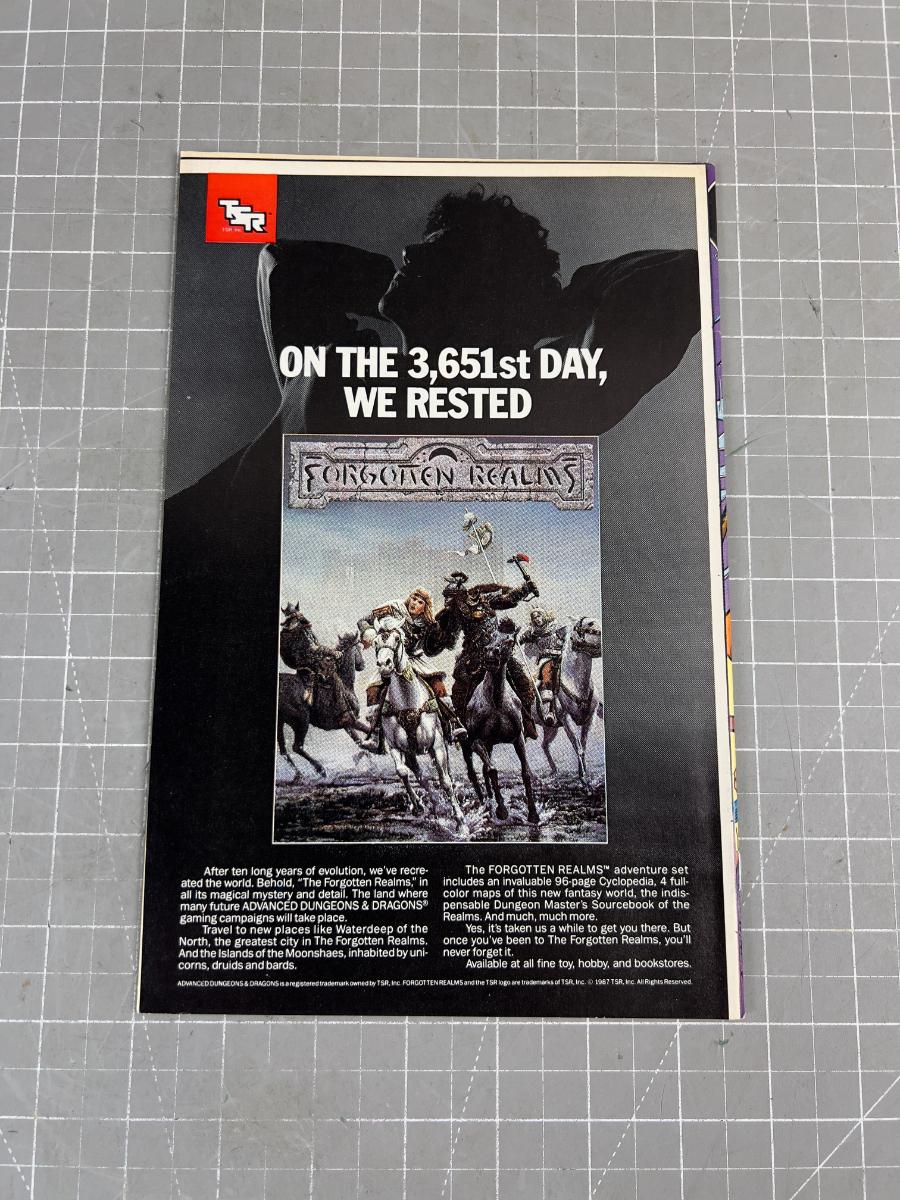 TSR™
TSR, Inc.
ON THE 3,651st DAY,
WE RESTED
FORGOTTEN REALMS
After ten long years of evolution, we've recre-
ated the world. Behold, "The Forgotten Realms," in
all its magical mystery and detail. The land where
many future ADVANCED DUNGEONS & DRAGONS®
gaming campaigns will take place.
Travel to new places like Waterdeep of the
North, the greatest city in The Forgotten Realms.
And the Islands of the Moonshaes, inhabited by uni-
corns, druids and bards.
The FORGOTTEN REALMS™ adventure set
includes an invaluable 96-page Cyclopedia, 4 full-
color maps of this new fantasy world, the indis-
pensable Dungeon Master's Sourcebook of the
Realms. And much, much more.
Yes, it's taken us a while to get you there. But
once you've been to The Forgotten Realms, you'll
never forget it.
Available at all fine toy, hobby, and bookstores.
ADVANCED DUNGEONS & DRAGONS is a registered trademark owned by TSR, Inc. FORGOTTEN REALMS and the TSR logo are trademarks of TSR, Inc. © 1987 TSR, Inc. All Rights Reserved.